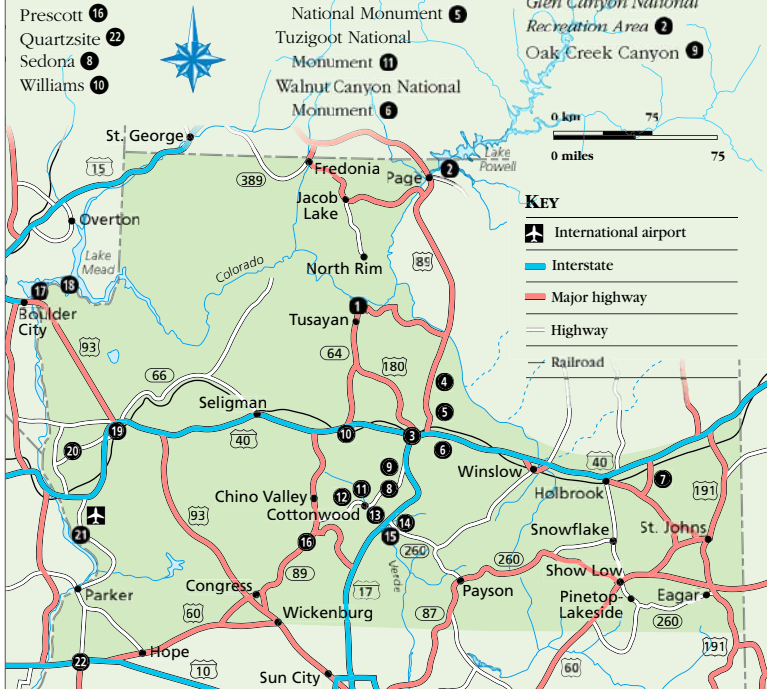 Prescott 16
Quartzsite 22
Sedona 8
Williams 10
National Monument 5
Tuzigoot National
Monument 11
Walnut Canyon National
Monument 6
Glen Canyon National
Recreation Area 2
Oak Creek Canyon 9
0 km 75
0 miles 75
KEY
International airport
Interstate
Major highway
Highway
Railroad
St. George
15
389
Fredonia
Page
2
Lake
Powell
Jacob
Lake
Overton
Lake
Mead
Colorado
North Rim
89
17
18
Boulder
City
1
Tusayan
93
64
180
66
4
Seligman
5
19
40
10
3
6
20
9
Winslow
40
7
Holbrook
191
Chino Valley
12
11
8
Cottonwood
13
14
93
15
21
16
260
Snowflake
St. Johns
260
Verde
89
Show Low
Congress
17
Payson
Parker
Pinetop-
Lakeside
Eagar
60
Wickenburg
87
260
Hope
191
22
10
Sun City
60